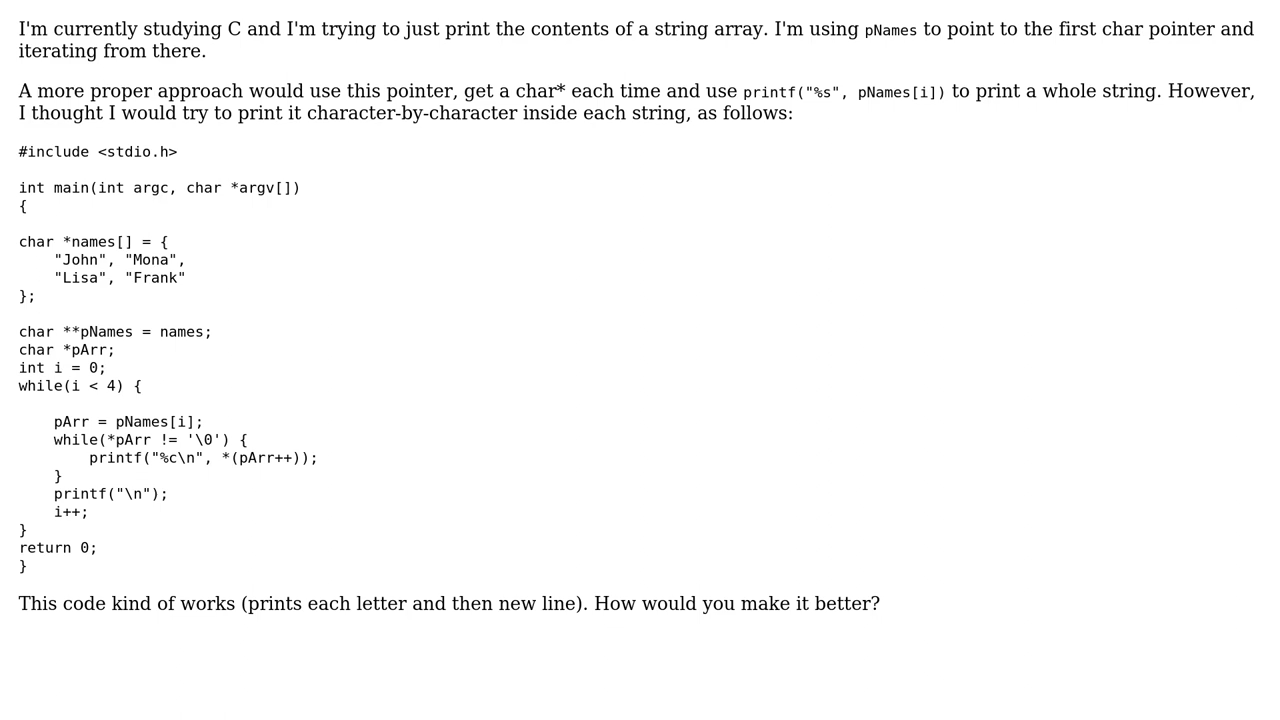 I'm currently studying C and I'm trying to just print the contents of a string array. I'm using pNames to point to the first char pointer and
iterating from there.
A more proper approach would use this pointer, get a char* each time and use printf("%s", pNames[i]) to print a whole string. However,
I thought I would try to print it character-by-character inside each string, as follows:
#include <stdio.h>
int main(int argc, char *argv[])
{
char *names[] = {
    "John", "Mona",
    "Lisa", "Frank"
};
char **pNames = names;
char *pArr;
int i = 0;
while(i < 4) {
    pArr = pNames[i];
    while(*pArr != '\0') {
        printf("%c\n", *(pArr++));
    }
    printf("\n");
    i++;
}
return 0;
}
This code kind of works (prints each letter and then new line). How would you make it better?